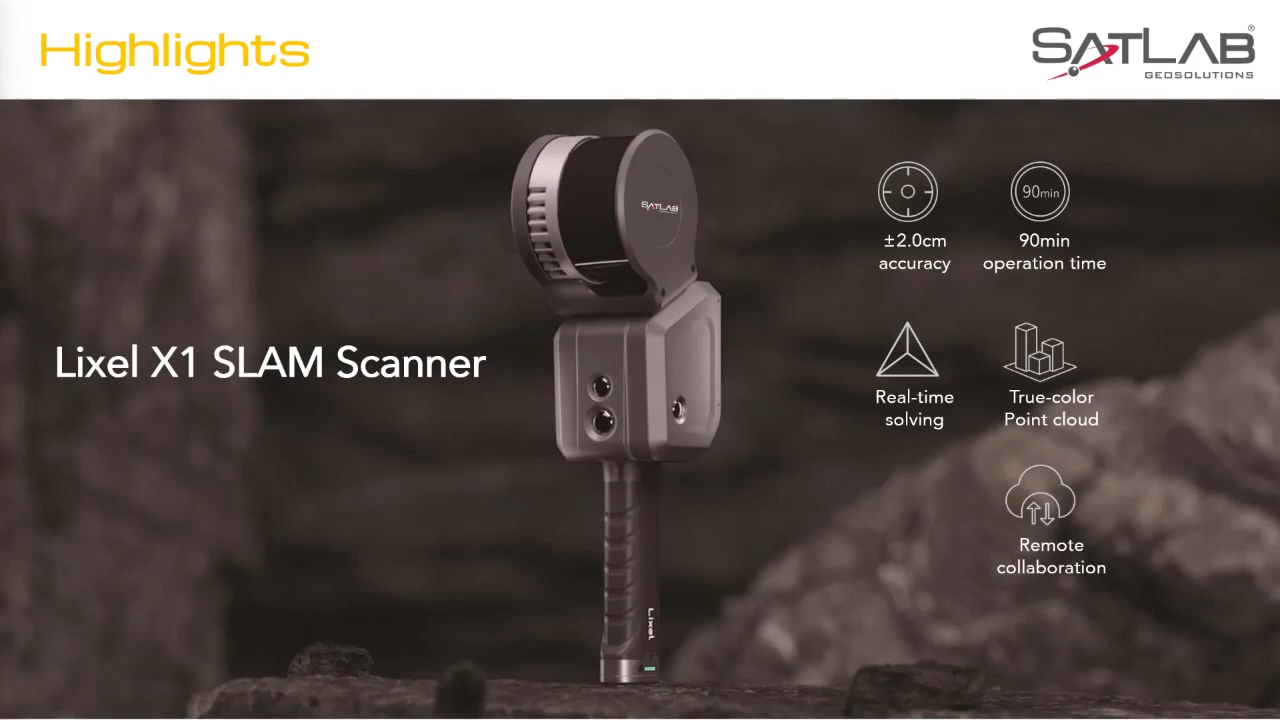 Highlights
SATLAB®
GEOSOLUTIONS
SATLAB
Lixel X1 SLAM Scanner
90min
±2.0cm
accuracy
90min
operation time
Real-time
solving
True-color
Point cloud
Remote
collaboration
Lixel